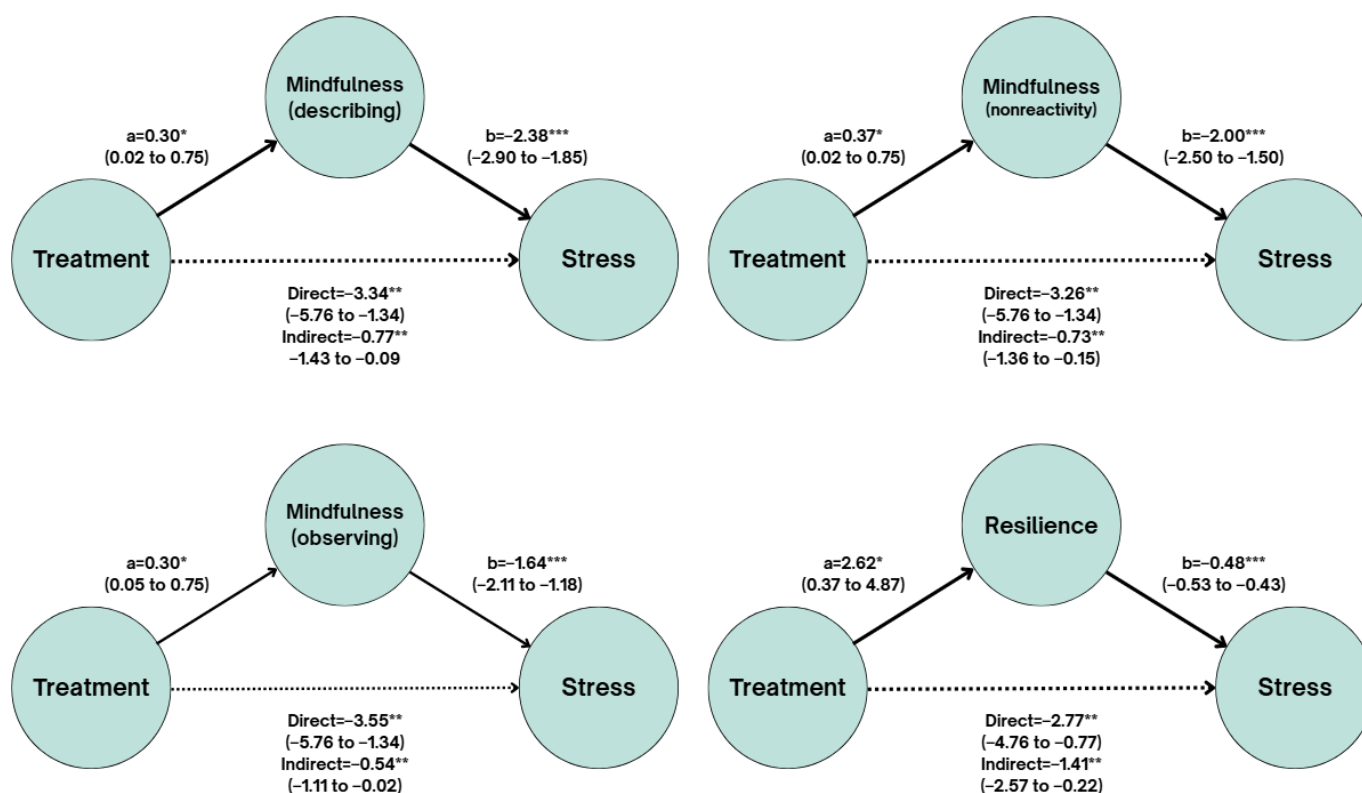 Mindfulness
(describing)
a=0.30*
(0.02 to 0.75)
b=−2.38***
(−2.90 to −1.85)
Treatment
Stress
Direct=−3.34**
(−5.76 to −1.34)
Indirect=−0.77**
−1.43 to −0.09
Mindfulness
(nonreactivity)
a=0.37*
(0.02 to 0.75)
b=−2.00***
(−2.50 to −1.50)
Treatment
Stress
Direct=−3.26**
(−5.76 to −1.34)
Indirect=−0.73**
(−1.36 to −0.15)
Mindfulness
(observing)
a=0.30*
(0.05 to 0.75)
b=−1.64***
(−2.11 to −1.18)
Treatment
Stress
Direct=−3.55**
(−5.76 to −1.34)
Indirect=−0.54**
(−1.11 to −0.02)
Resilience
a=2.62*
(0.37 to 4.87)
b=−0.48***
(−0.53 to −0.43)
Treatment
Stress
Direct=−2.77**
(−4.76 to −0.77)
Indirect=−1.41**
(−2.57 to −0.22)